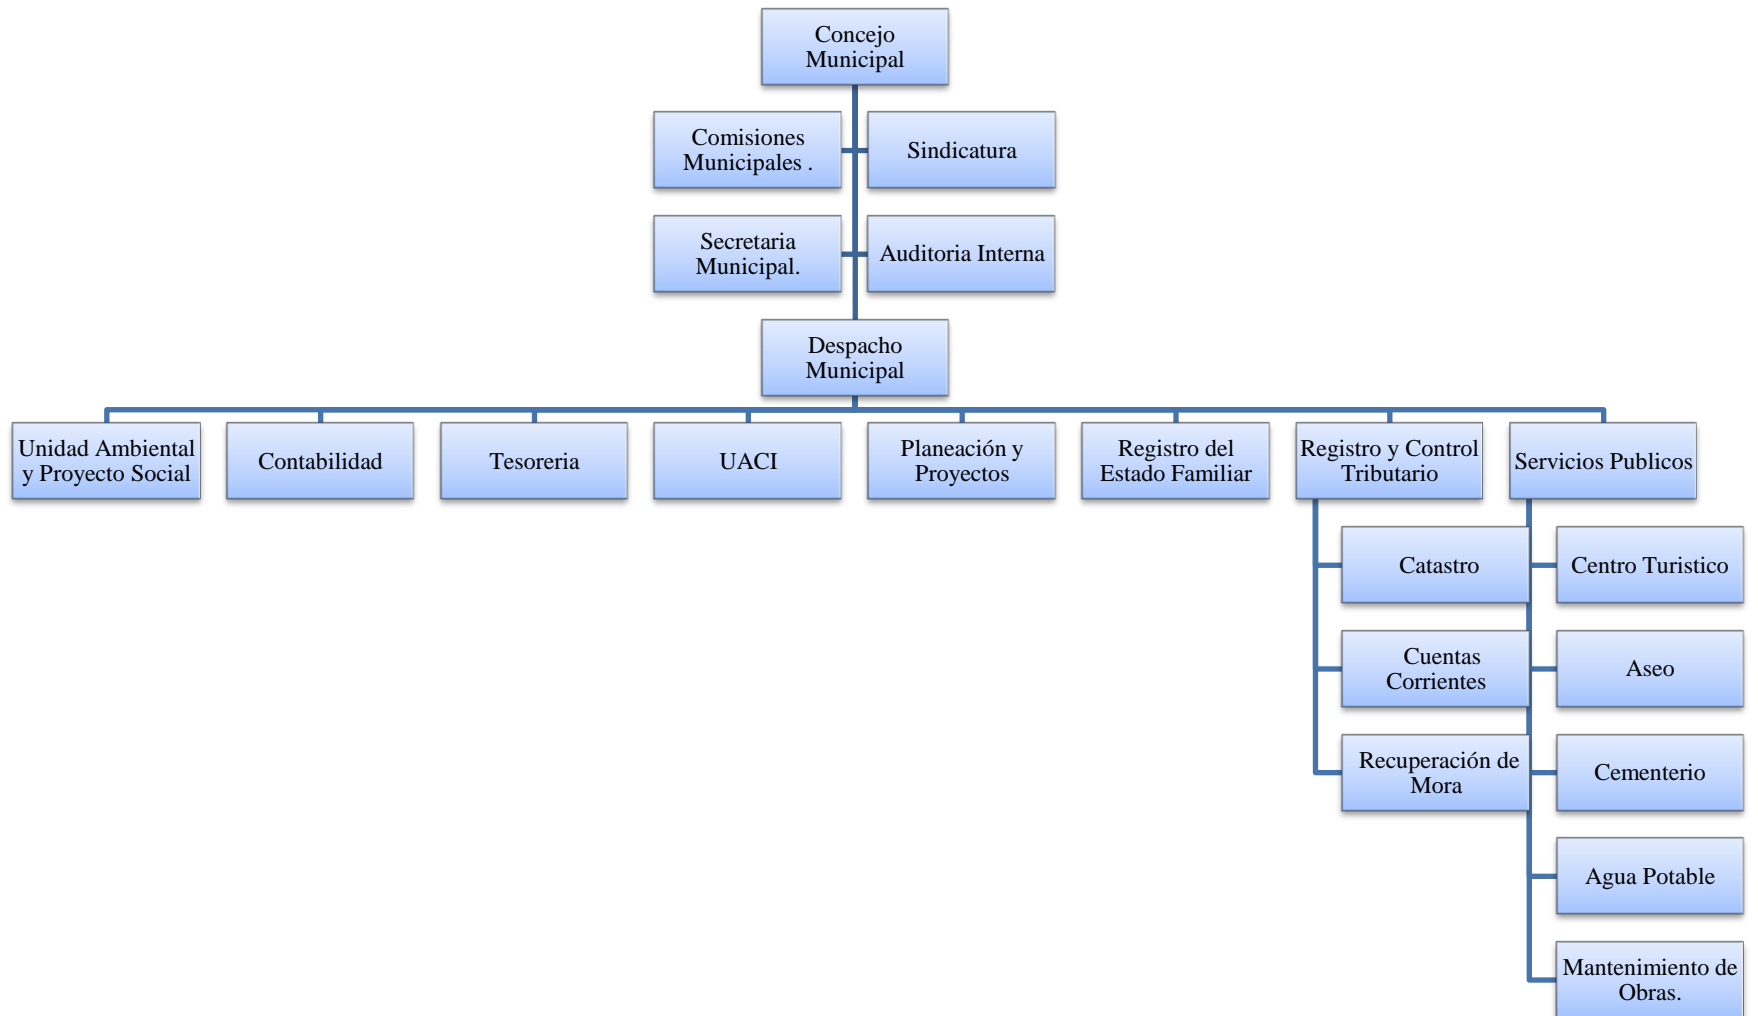 Concejo
Municipal
Comisiones
Municipales .
Sindicatura
Secretaria
Municipal.
Auditoria Interna
Despacho
Municipal
Unidad Ambiental
y Proyecto Social
Contabilidad
Tesoreria
UACI
Planeación y
Proyectos
Registro del
Estado Familiar
Registro y Control
Tributario
Servicios Publicos
Catastro
Centro Turistico
Cuentas
Corrientes
Aseo
Recuperación de
Mora
Cementerio
Agua Potable
Mantenimiento de
Obras.